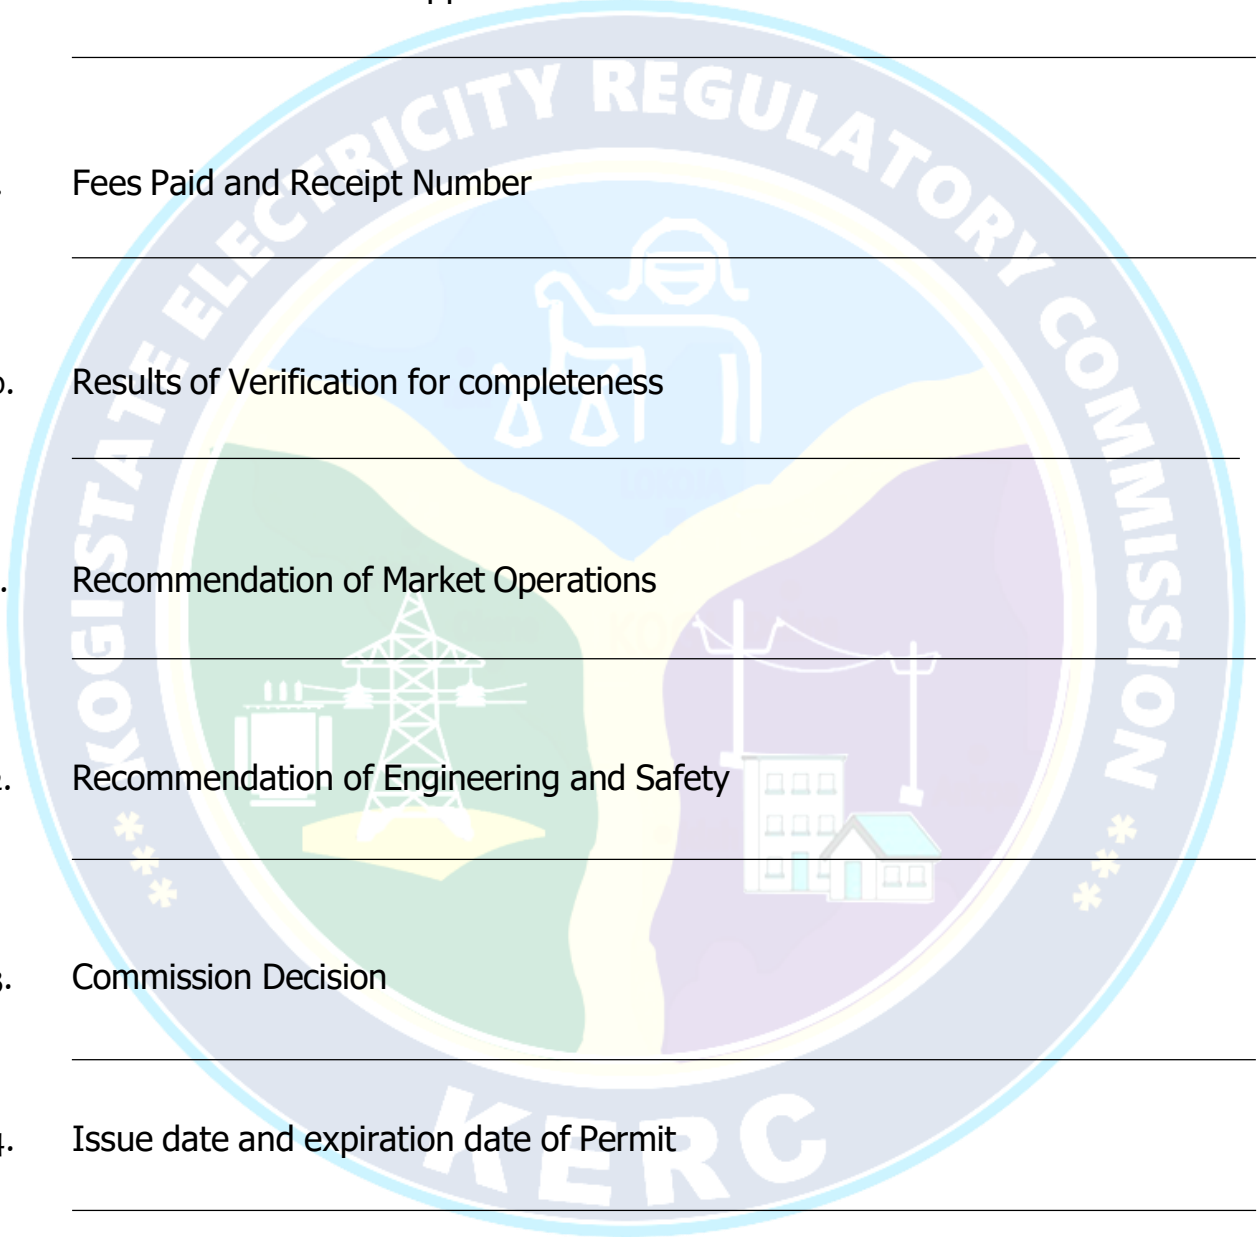 KOGI STATE ELECTRICITY REGULATORY COMMISSION
Fees Paid and Receipt Number
Results of Verification for completeness
LOKOJA
Recommendation of Market Operations
Recommendation of Engineering and Safety
Commission Decision
Issue date and expiration date of Permit
KERC